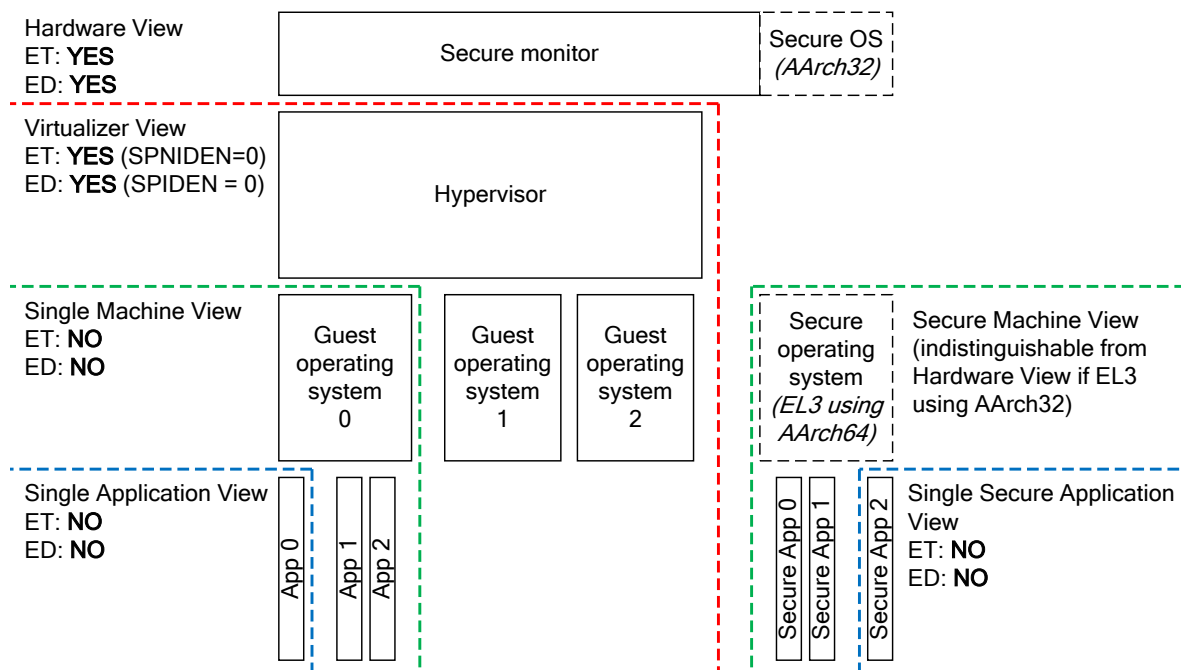 Hardware View
ET: YES
ED: YES
Secure monitor
Secure OS
(AArch32)
Virtualizer View
ET: YES (SPNIDEN=0)
ED: YES (SPIDEN = 0)
Hypervisor
Single Machine View
ET: NO
ED: NO
Guest
operating
system
0
Guest
operating
system
1
Guest
operating
system
2
Secure
operating
system
(EL3 using
AArch64)
Secure Machine View
(indistinguishable from
Hardware View if EL3
using AArch32)
Single Application View
ET: NO
ED: NO
App 0
App 1
App 2
Secure App 0
Secure App 1
Secure App 2
Single Secure Application
View
ET: NO
ED: NO